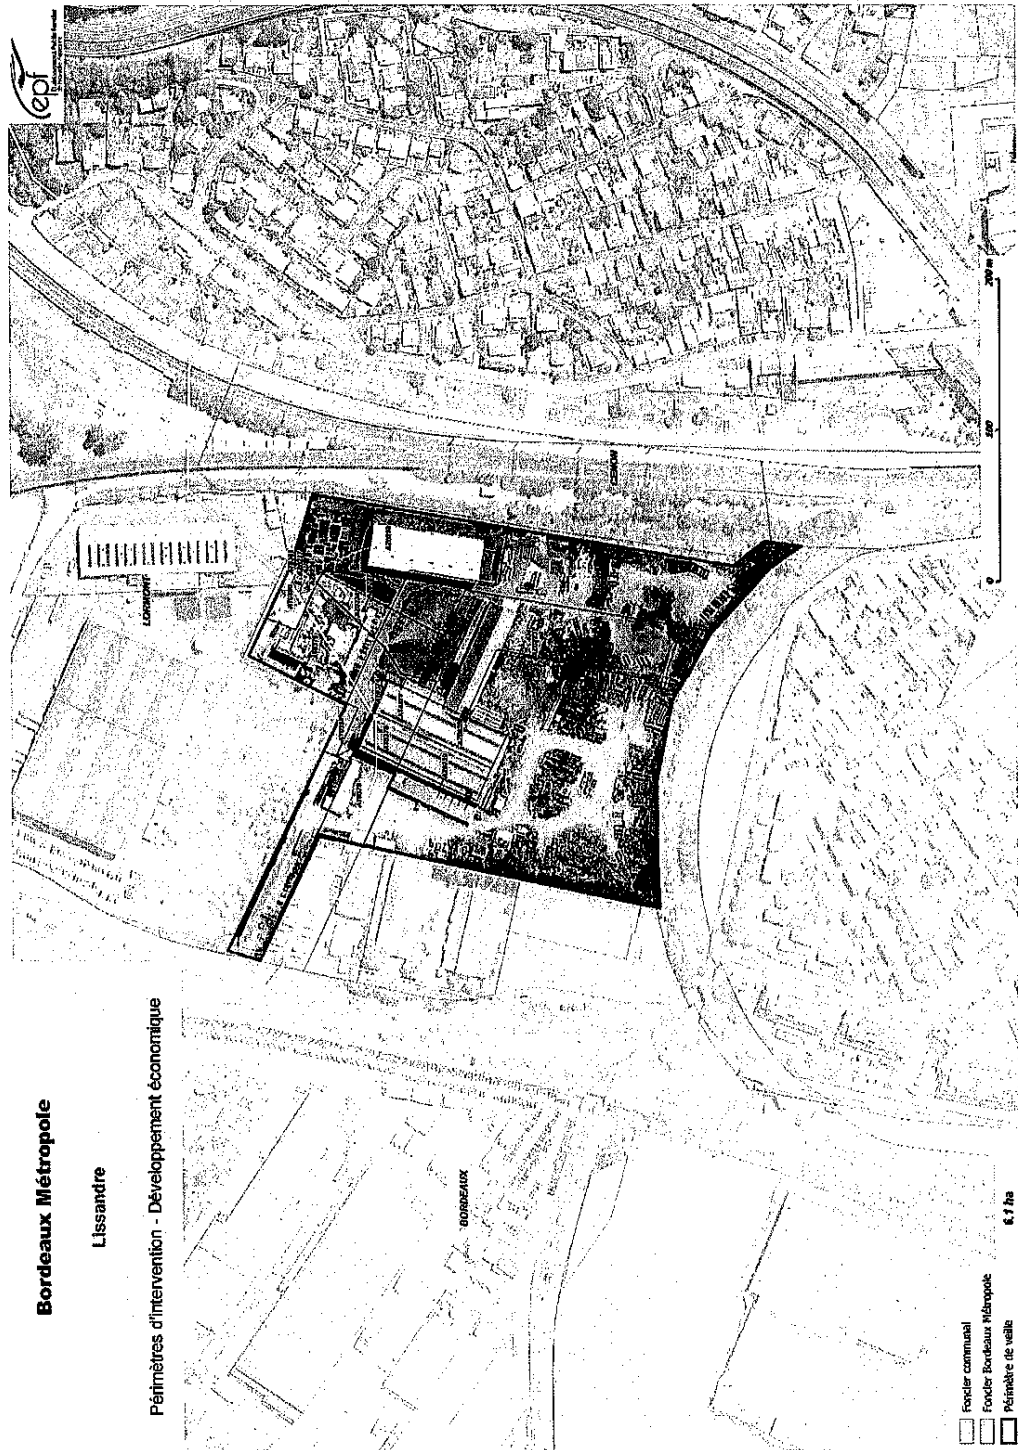 Bordeaux Métropole
Lissandre
Périmètres d'intervention - Développement économique
epf
LORMONT
CENON
BORDEAUX
Foncier communal
Foncier Bordeaux Métropole
Périmètre de veille
6.1 ha
0 100 200 m